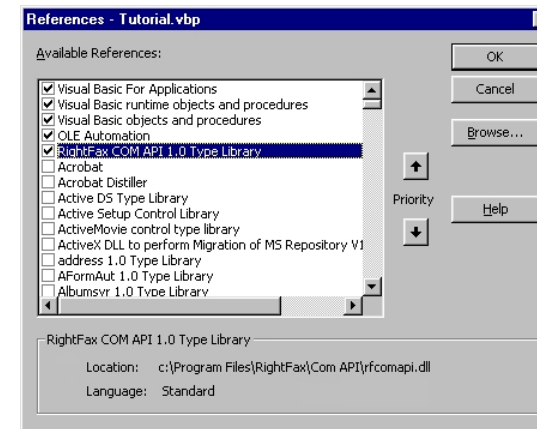 References - Tutorial.vbp
Available References:
OK
Cancel
Browse...
Help
Visual Basic For Applications
Visual Basic runtime objects and procedures
Visual Basic objects and procedures
OLE Automation
RightFax COM API 1.0 Type Library
Acrobat
Acrobat Distiller
Active DS Type Library
Active Setup Control Library
ActiveMovie control type library
ActiveX DLL to perform Migration of MS Repository V1
address 1.0 Type Library
AFormAut 1.0 Type Library
Albumsvr 1.0 Type Library
Priority
RightFax COM API 1.0 Type Library
Location: c:\Program Files\RightFax\Com API\rfcomapi.dll
Language: Standard